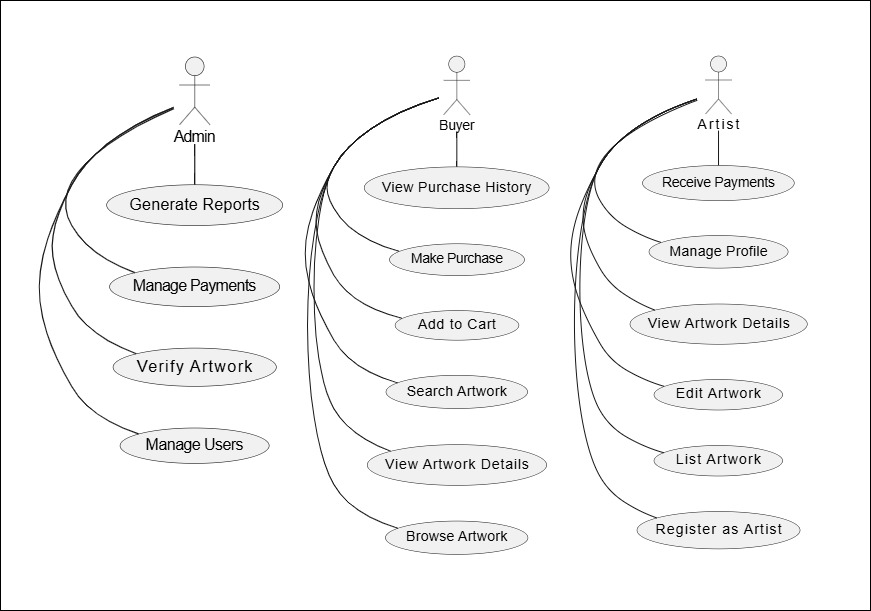 Admin
Generate Reports
Manage Payments
Verify Artwork
Manage Users
Buyer
View Purchase History
Make Purchase
Add to Cart
Search Artwork
View Artwork Details
Browse Artwork
Artist
Receive Payments
Manage Profile
View Artwork Details
Edit Artwork
List Artwork
Register as Artist